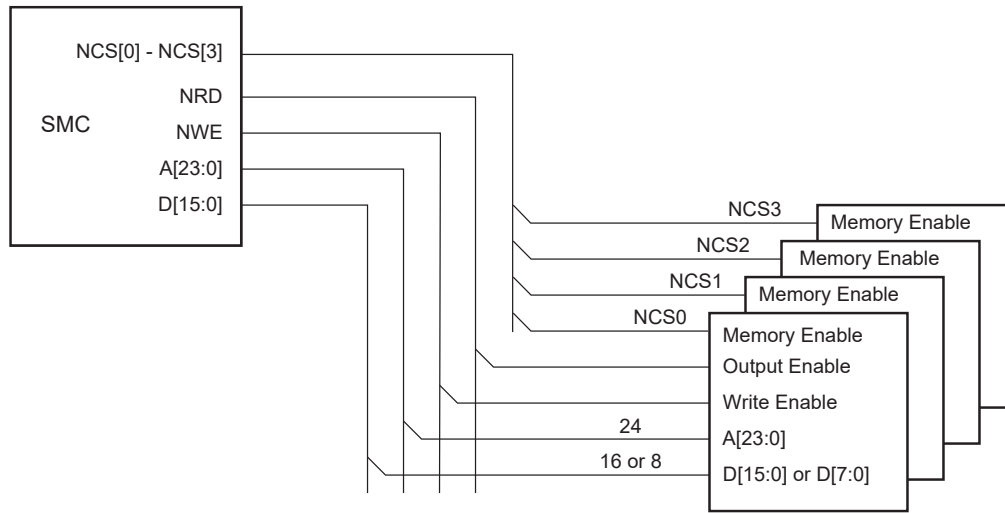 NCS[0] - NCS[3]
NRD
SMC
NWE
A[23:0]
D[15:0]
NCS3
Memory Enable
NCS2
Memory Enable
NCS1
Memory Enable
NCS0
Memory Enable
Output Enable
Write Enable
24
A[23:0]
16 or 8
D[15:0] or D[7:0]